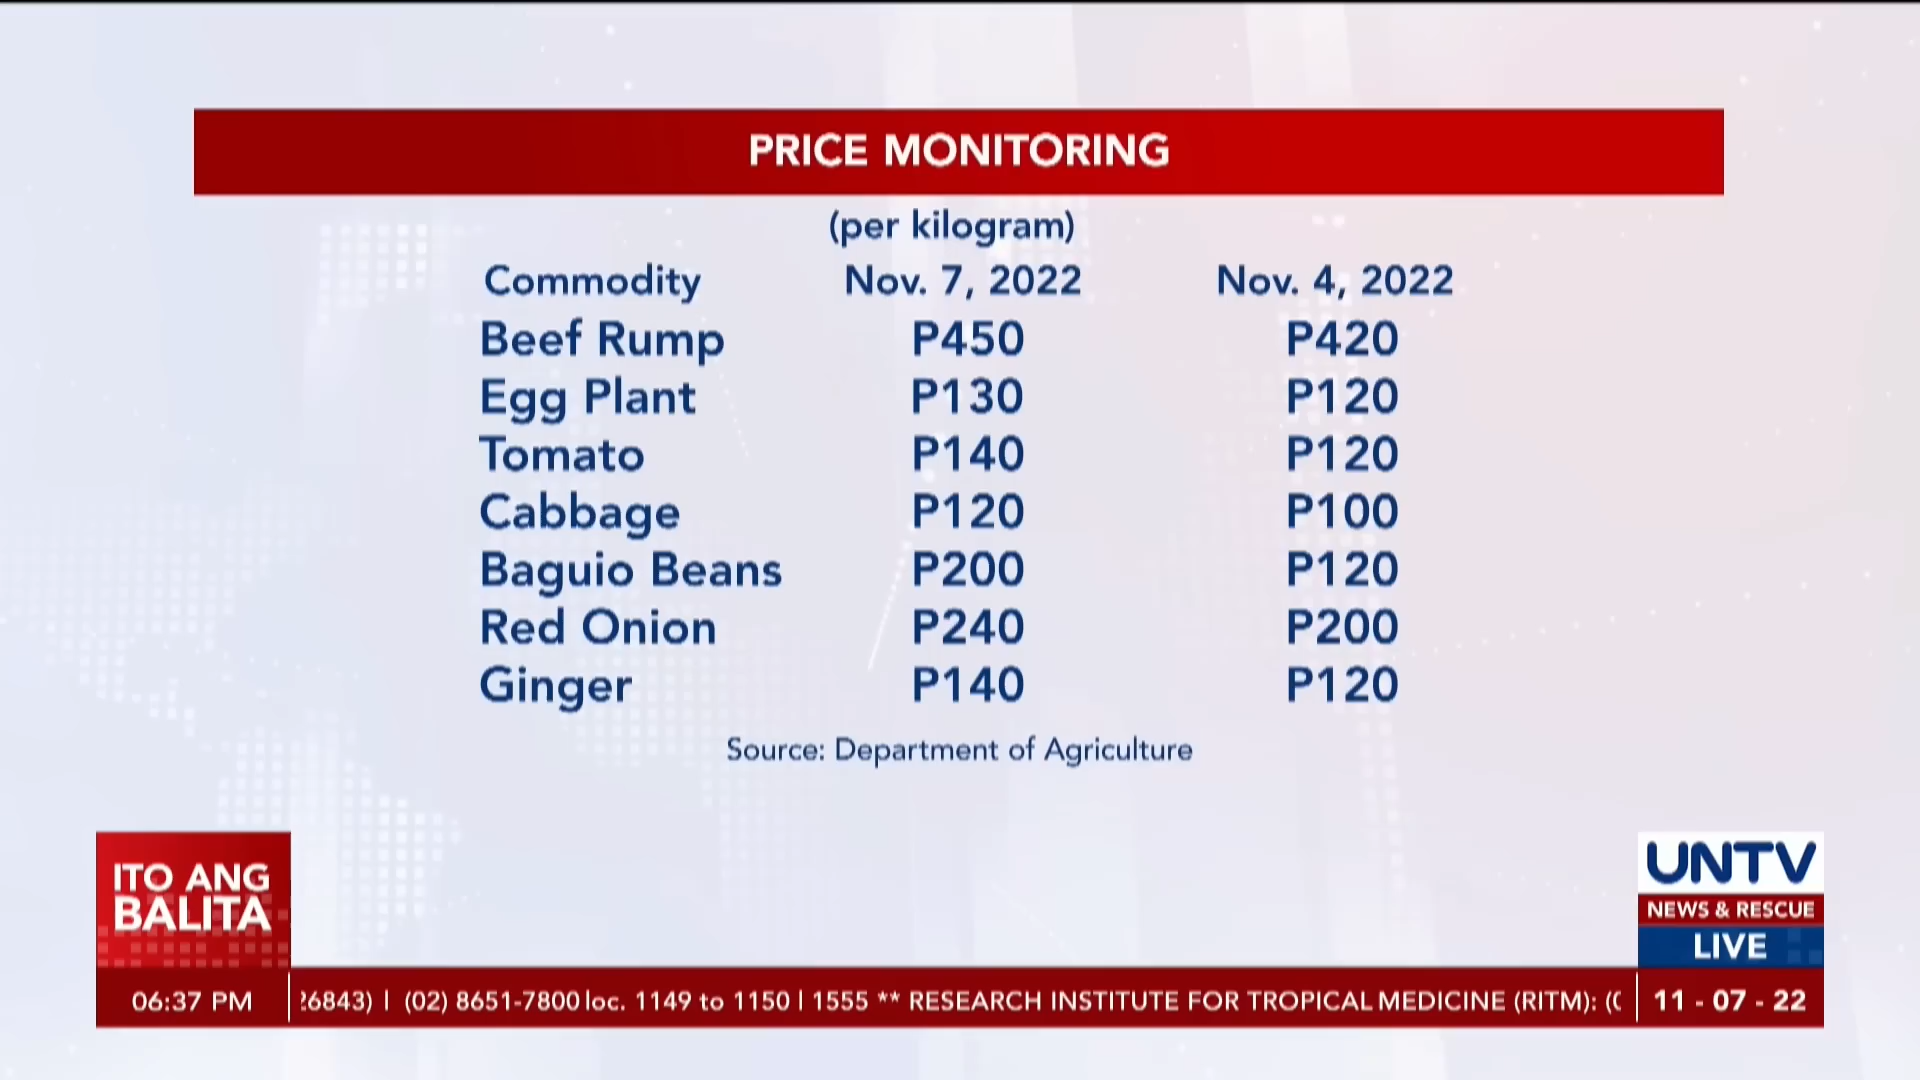 PRICE MONITORING
(per kilogram)
Commodity Nov. 7, 2022 Nov. 4, 2022
Beef Rump P450 P420
Egg Plant P130 P120
Tomato P140 P120
Cabbage P120 P100
Baguio Beans P200 P120
Red Onion P240 P200
Ginger P140 P120
Source: Department of Agriculture
ITO ANG
BALITA
UNTV
NEWS & RESCUE
LIVE
06:37 PM 26843) | (02) 8651-7800 loc. 1149 to 1150 | 1555 ** RESEARCH INSTITUTE FOR TROPICAL MEDICINE (RITM): 11 - 07 - 22